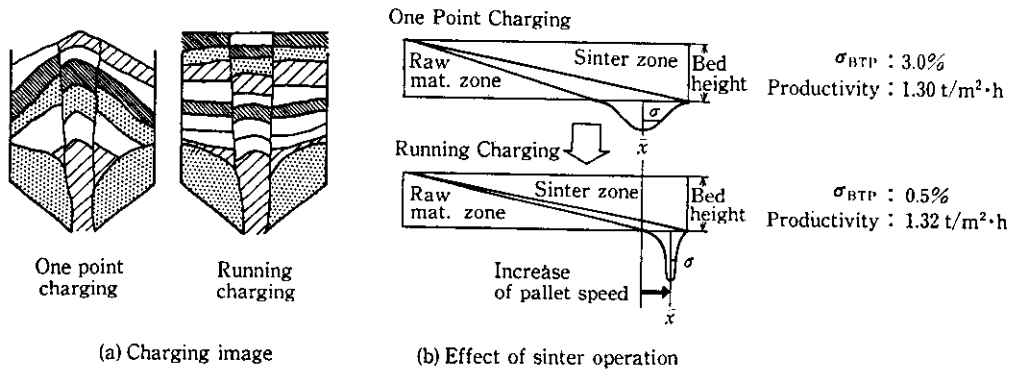 One point
charging
Running
charging
(a) Charging image
One Point Charging
Raw
mat. zone
Sinter zone
Bed
height
σ
x̄
σBTP : 3.0%
Productivity : 1.30 t/m²·h
Running Charging
Raw
mat. zone
Sinter zone
Bed
height
σ
Increase
of pallet speed
x̄
σBTP : 0.5%
Productivity : 1.32 t/m²·h
(b) Effect of sinter operation